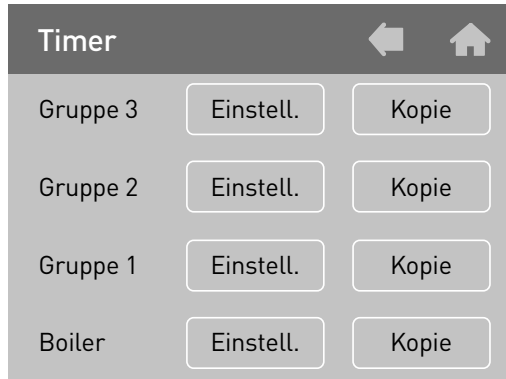 Timer
Gruppe 3 Einstell. Kopie
Gruppe 2 Einstell. Kopie
Gruppe 1 Einstell. Kopie
Boiler Einstell. Kopie